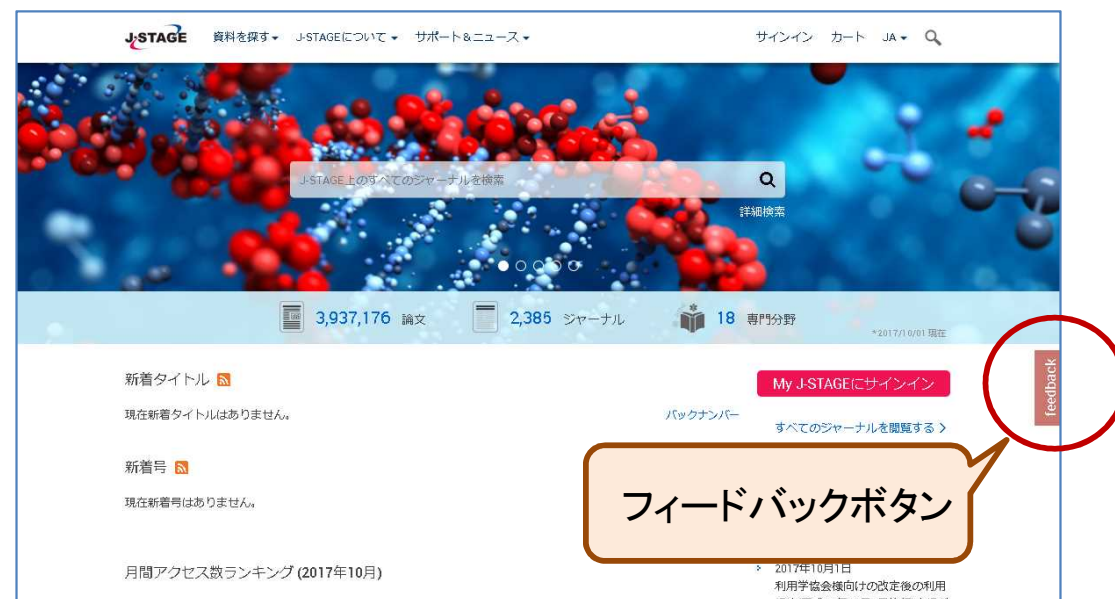 J-STAGE 資料を探す J-STAGEについて サポート&ニュース サインイン カート JA
J-STAGE上のすべてのジャーナルを検索
詳細検索
3,937,176 論文 2,385 ジャーナル 18 専門分野
*2017/10/01 現在
feedback
新着タイトル My J-STAGEにサインイン
現在新着タイトルはありません。 バックナンバー
すべてのジャーナルを閲覧する
新着号
フィードバックボタン
現在新着号はありません。
月間アクセス数ランキング (2017年10月)
2017年10月1日
利用学協会様向けの改定後の利用